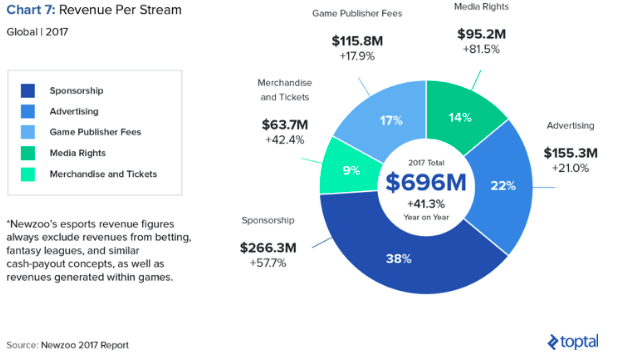 Chart 7: Revenue Per Stream
Global | 2017
Sponsorship
Advertising
Game Publisher Fees
Media Rights
Merchandise and Tickets
*Newzoo's esports revenue figures
always exclude revenues from betting,
fantasy leagues, and similar
cash-payout concepts, as well as
revenues generated within games.
Game Publisher Fees
$115.8M
+17.9%
Media Rights
$95.2M
+81.5%
Merchandise
and Tickets
$63.7M
+42.4%
Advertising
$155.3M
+21.0%
Sponsorship
$266.3M
+57.7%
17%
14%
9%
22%
38%
2017 Total
$696M
+41.3%
Year on Year
Source: Newzoo 2017 Report
toptal